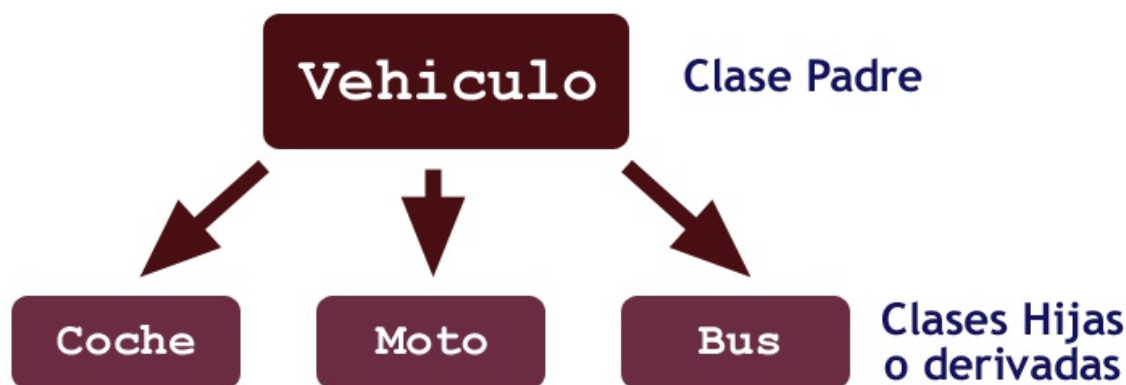 Vehiculo
Clase Padre
Coche
Moto
Bus
Clases Hijas
o derivadas